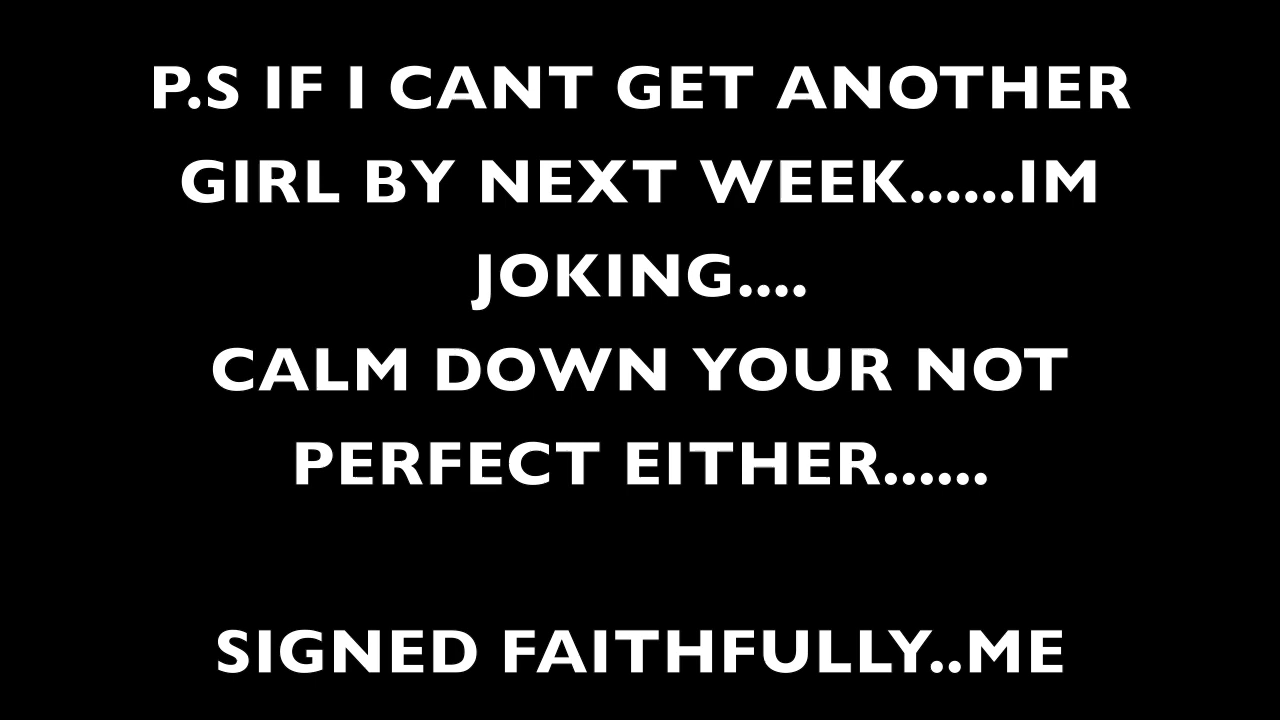 P.S IF I CANT GET ANOTHER
GIRL BY NEXT WEEK......IM
JOKING....
CALM DOWN YOUR NOT
PERFECT EITHER......
SIGNED FAITHFULLY..ME